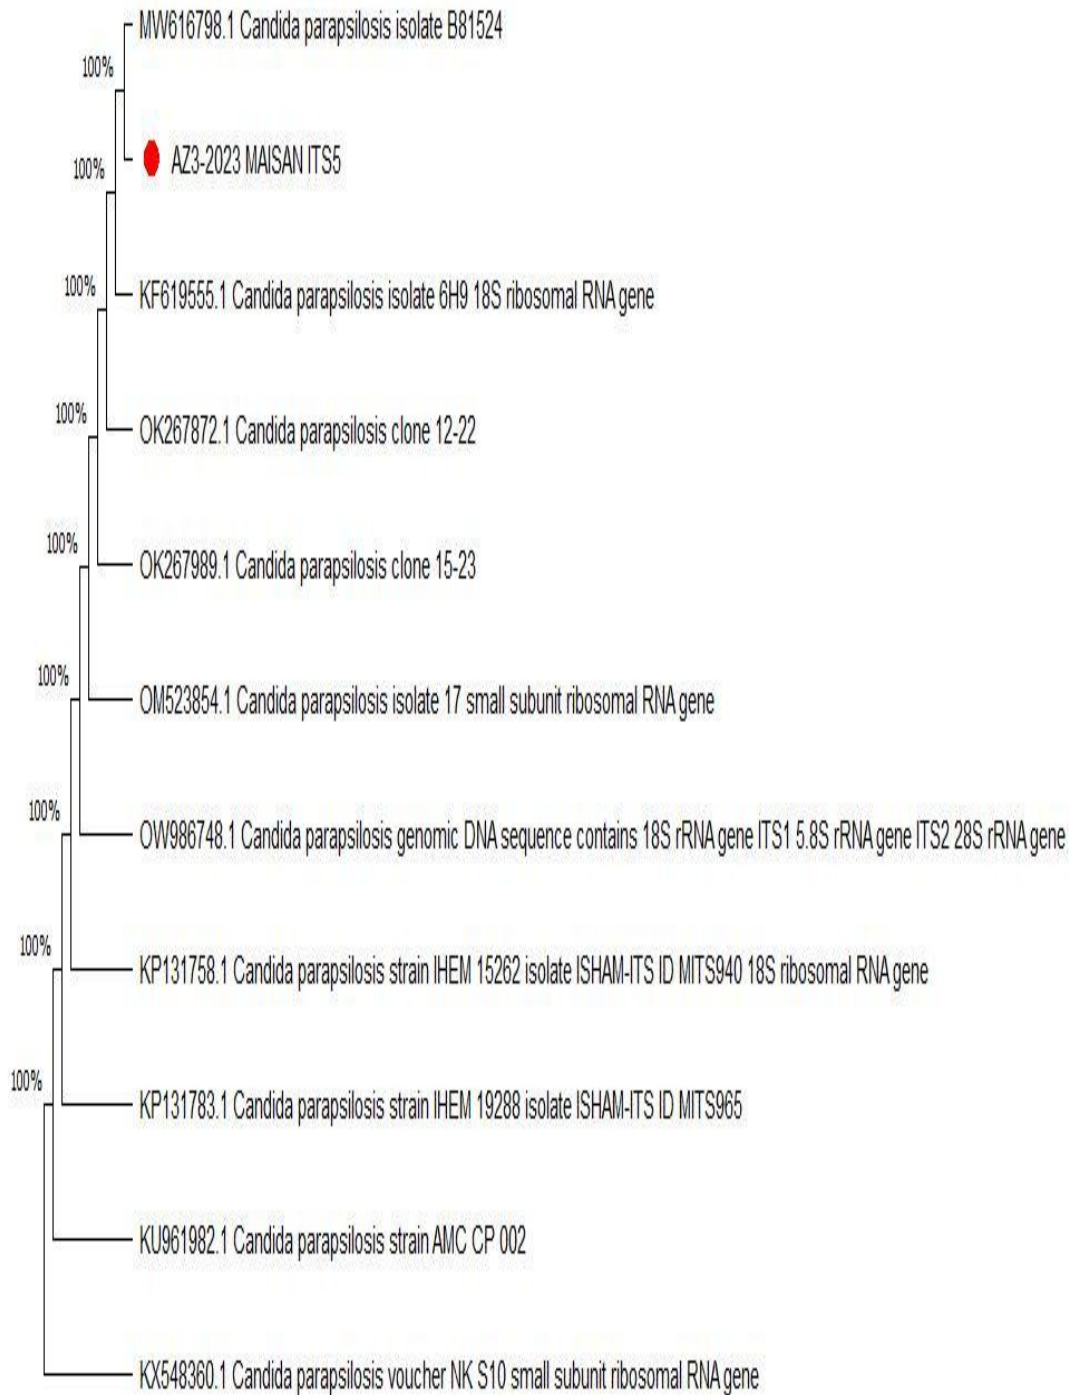 MW616798.1 Candida parapsilosis isolate B81524
100%
AZ3-2023 MAISAN ITS5
100%
KF619555.1 Candida parapsilosis isolate 6H9 18S ribosomal RNA gene
100%
OK267872.1 Candida parapsilosis clone 12-22
100%
OK267989.1 Candida parapsilosis clone 15-23
100%
OM523854.1 Candida parapsilosis isolate 17 small subunit ribosomal RNA gene
100%
OW986748.1 Candida parapsilosis genomic DNA sequence contains 18S rRNA gene ITS1 5.8S rRNA gene ITS2 28S rRNA gene
100%
KP131758.1 Candida parapsilosis strain IHEM 15262 isolate ISHAM-ITS ID MITS940 18S ribosomal RNA gene
100%
KP131783.1 Candida parapsilosis strain IHEM 19288 isolate ISHAM-ITS ID MITS965
100%
KU961982.1 Candida parapsilosis strain AMC CP 002
KX548360.1 Candida parapsilosis voucher NK S10 small subunit ribosomal RNA gene